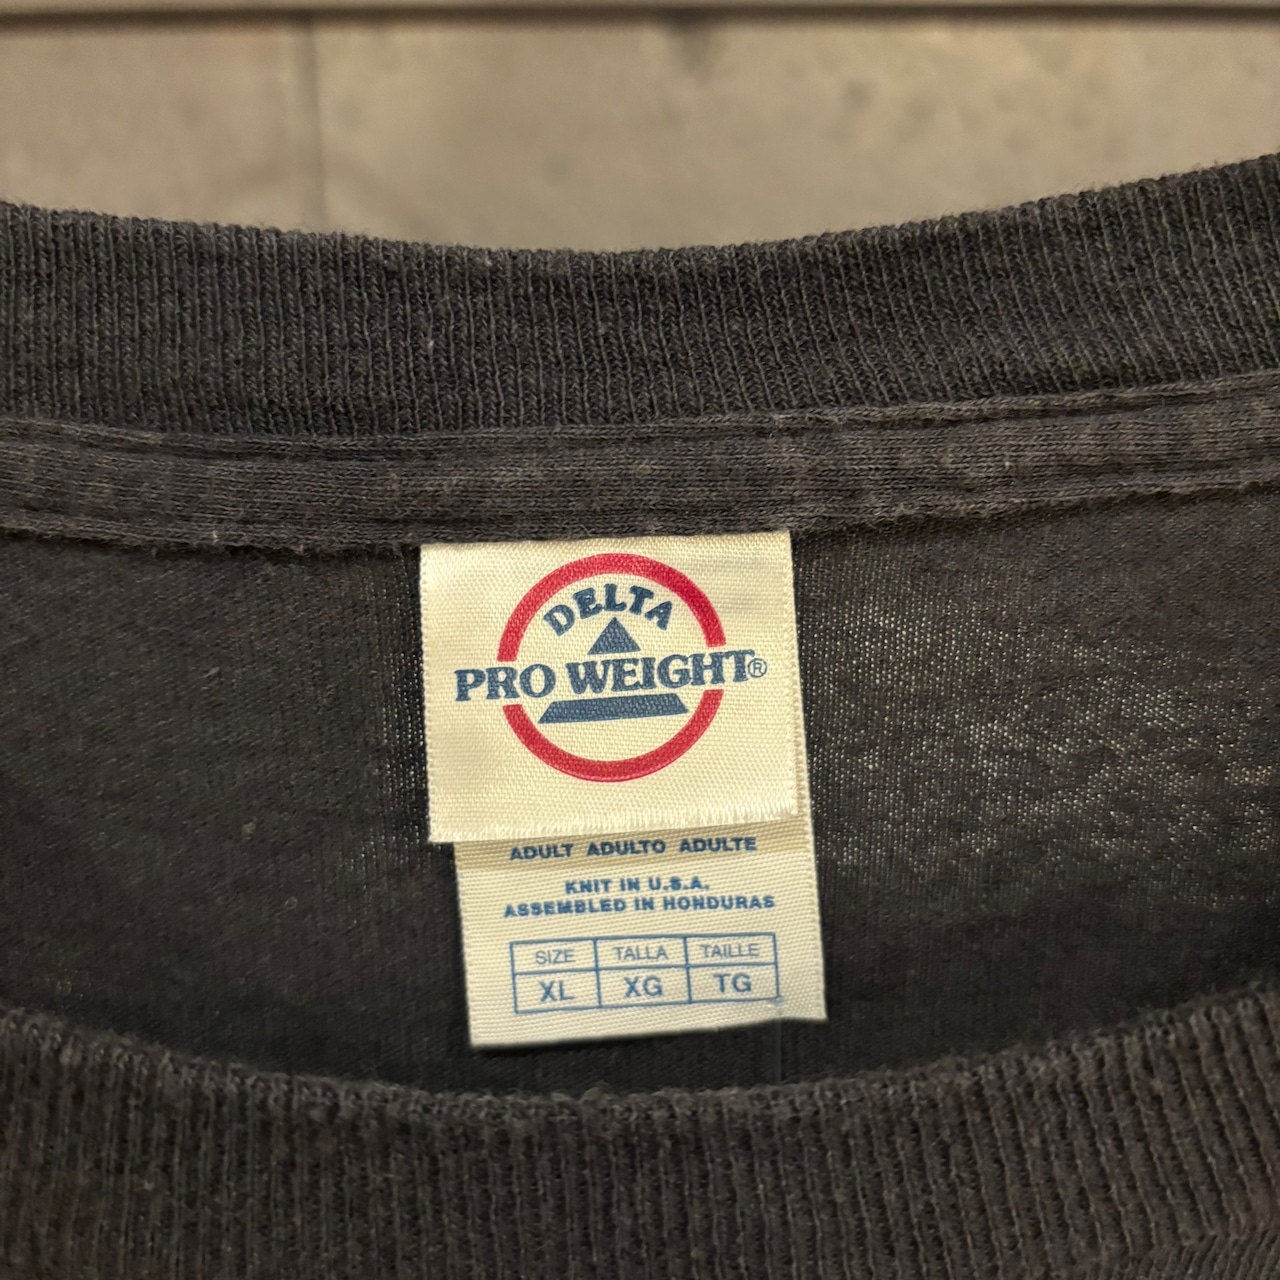 DELTA
PRO WEIGHT®
ADULT ADULTO ADULTE
KNIT IN U.S.A.
ASSEMBLED IN HONDURAS
SIZE TALLA TAILLE
XL XG TG